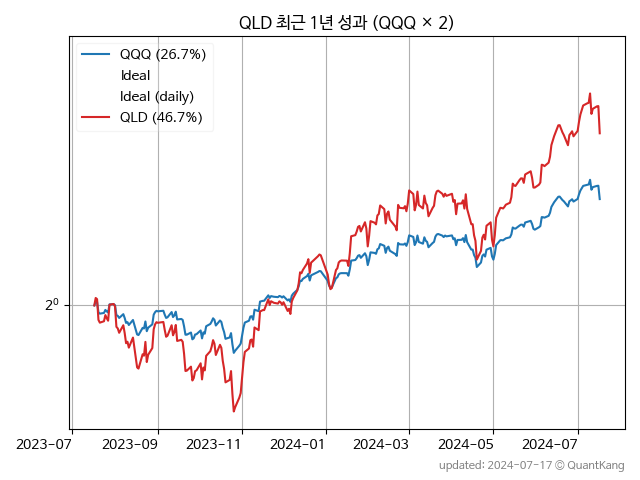 QLD 최근 1년 성과 (QQQ × 2)
QQQ (26.7%)
Ideal
Ideal (daily)
QLD (46.7%)
2⁰
2023-07 2023-09 2023-11 2024-01 2024-03 2024-05 2024-07
updated: 2024-07-17 © QuantKang